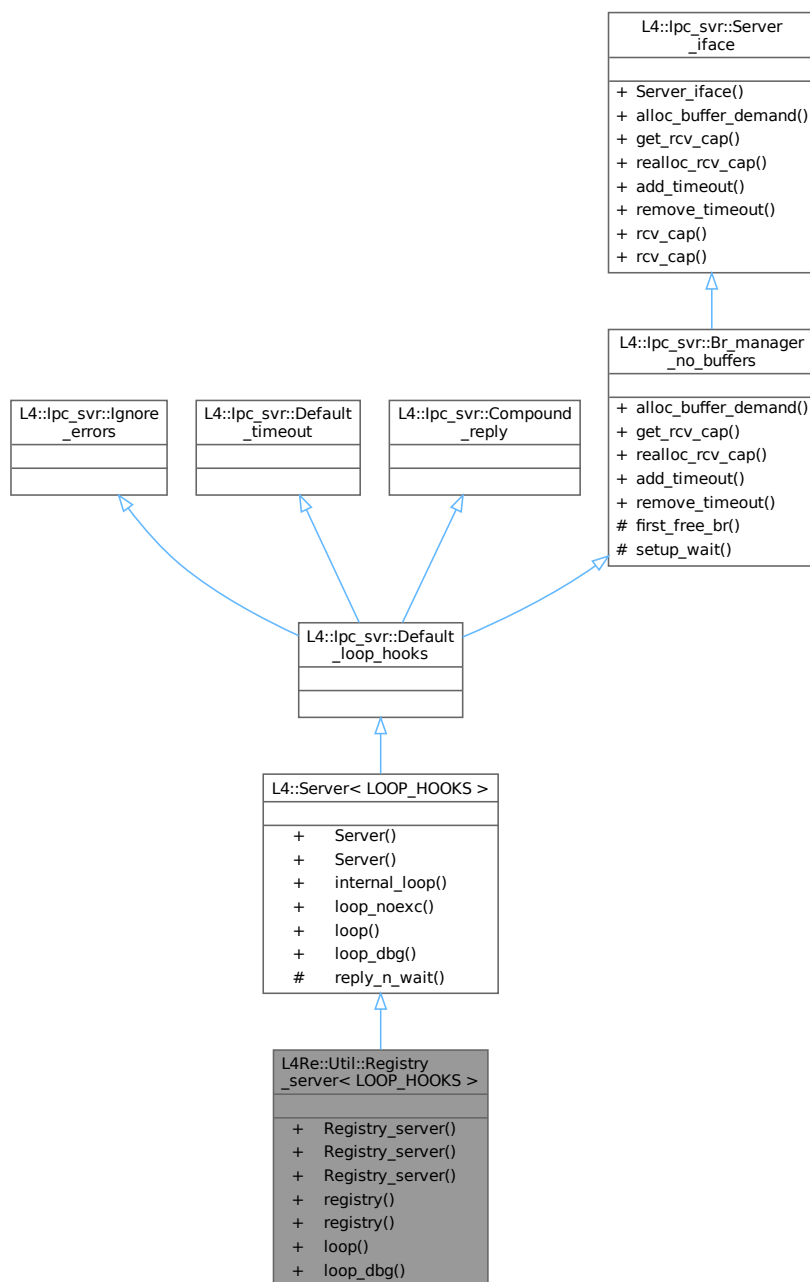 L4::Ipc_svr::Server
_iface
+ Server_iface()
+ alloc_buffer_demand()
+ get_rcv_cap()
+ realloc_rcv_cap()
+ add_timeout()
+ remove_timeout()
+ rcv_cap()
+ rcv_cap()
L4::Ipc_svr::Br_manager
_no_buffers
+ alloc_buffer_demand()
+ get_rcv_cap()
+ realloc_rcv_cap()
+ add_timeout()
+ remove_timeout()
# first_free_br()
# setup_wait()
L4::Ipc_svr::Ignore
_errors
L4::Ipc_svr::Default
_timeout
L4::Ipc_svr::Compound
_reply
L4::Ipc_svr::Default
_loop_hooks
L4::Server< LOOP_HOOKS >
+ Server()
+ Server()
+ internal_loop()
+ loop_noexc()
+ loop()
+ loop_dbg()
# reply_n_wait()
L4Re::Util::Registry
_server< LOOP_HOOKS >
+ Registry_server()
+ Registry_server()
+ Registry_server()
+ registry()
+ registry()
+ loop()
+ loop_dbg()